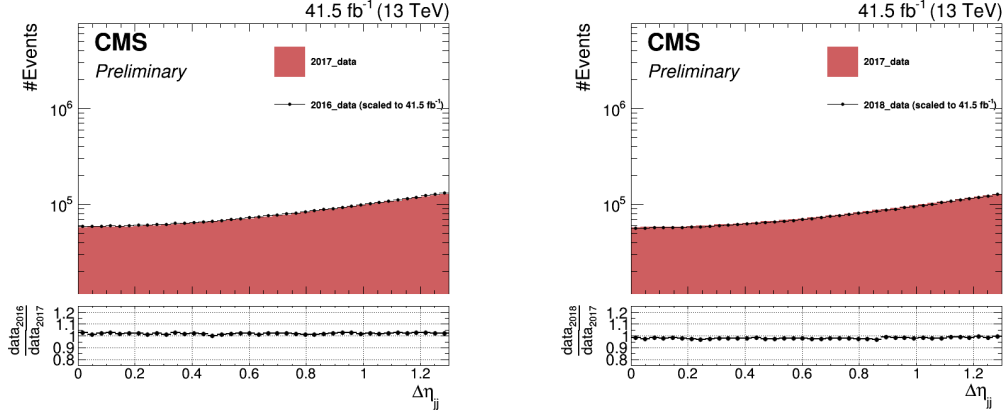 41.5 fb⁻¹ (13 TeV)
CMS
Preliminary
#Events
2017_data
2016_data (scaled to 41.5 fb⁻¹)
10⁶
10⁵
data₂₀₁₆
data₂₀₁₇
1.2
1.1
1
0.9
0.8
0 0.2 0.4 0.6 0.8 1 1.2
Δη_jj
41.5 fb⁻¹ (13 TeV)
CMS
Preliminary
#Events
2017_data
2018_data (scaled to 41.5 fb⁻¹)
10⁶
10⁵
data₂₀₁₈
data₂₀₁₇
1.2
1.1
1
0.9
0.8
0 0.2 0.4 0.6 0.8 1 1.2
Δη_jj